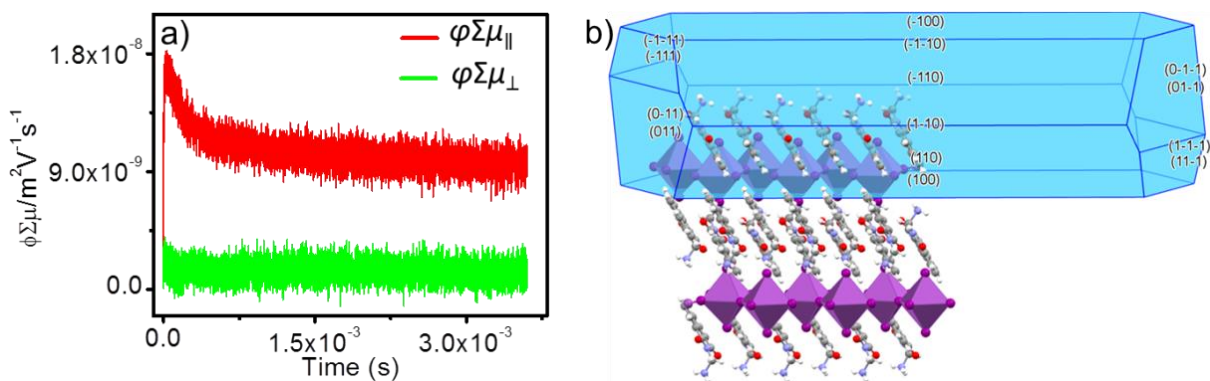 a)
φΣμ∥
φΣμ⊥
1.8x10⁻⁸
9.0x10⁻⁹
0.0
ϕΣμ/m²V⁻¹s⁻¹
0.0
1.5x10⁻³
3.0x10⁻³
Time (s)
b)
(-100)
(-1-10)
(-1-11)
(-111)
(-110)
(0-1-1)
(01-1)
(0-11)
(011)
(1-10)
(1-1-1)
(11-1)
(110)
(100)